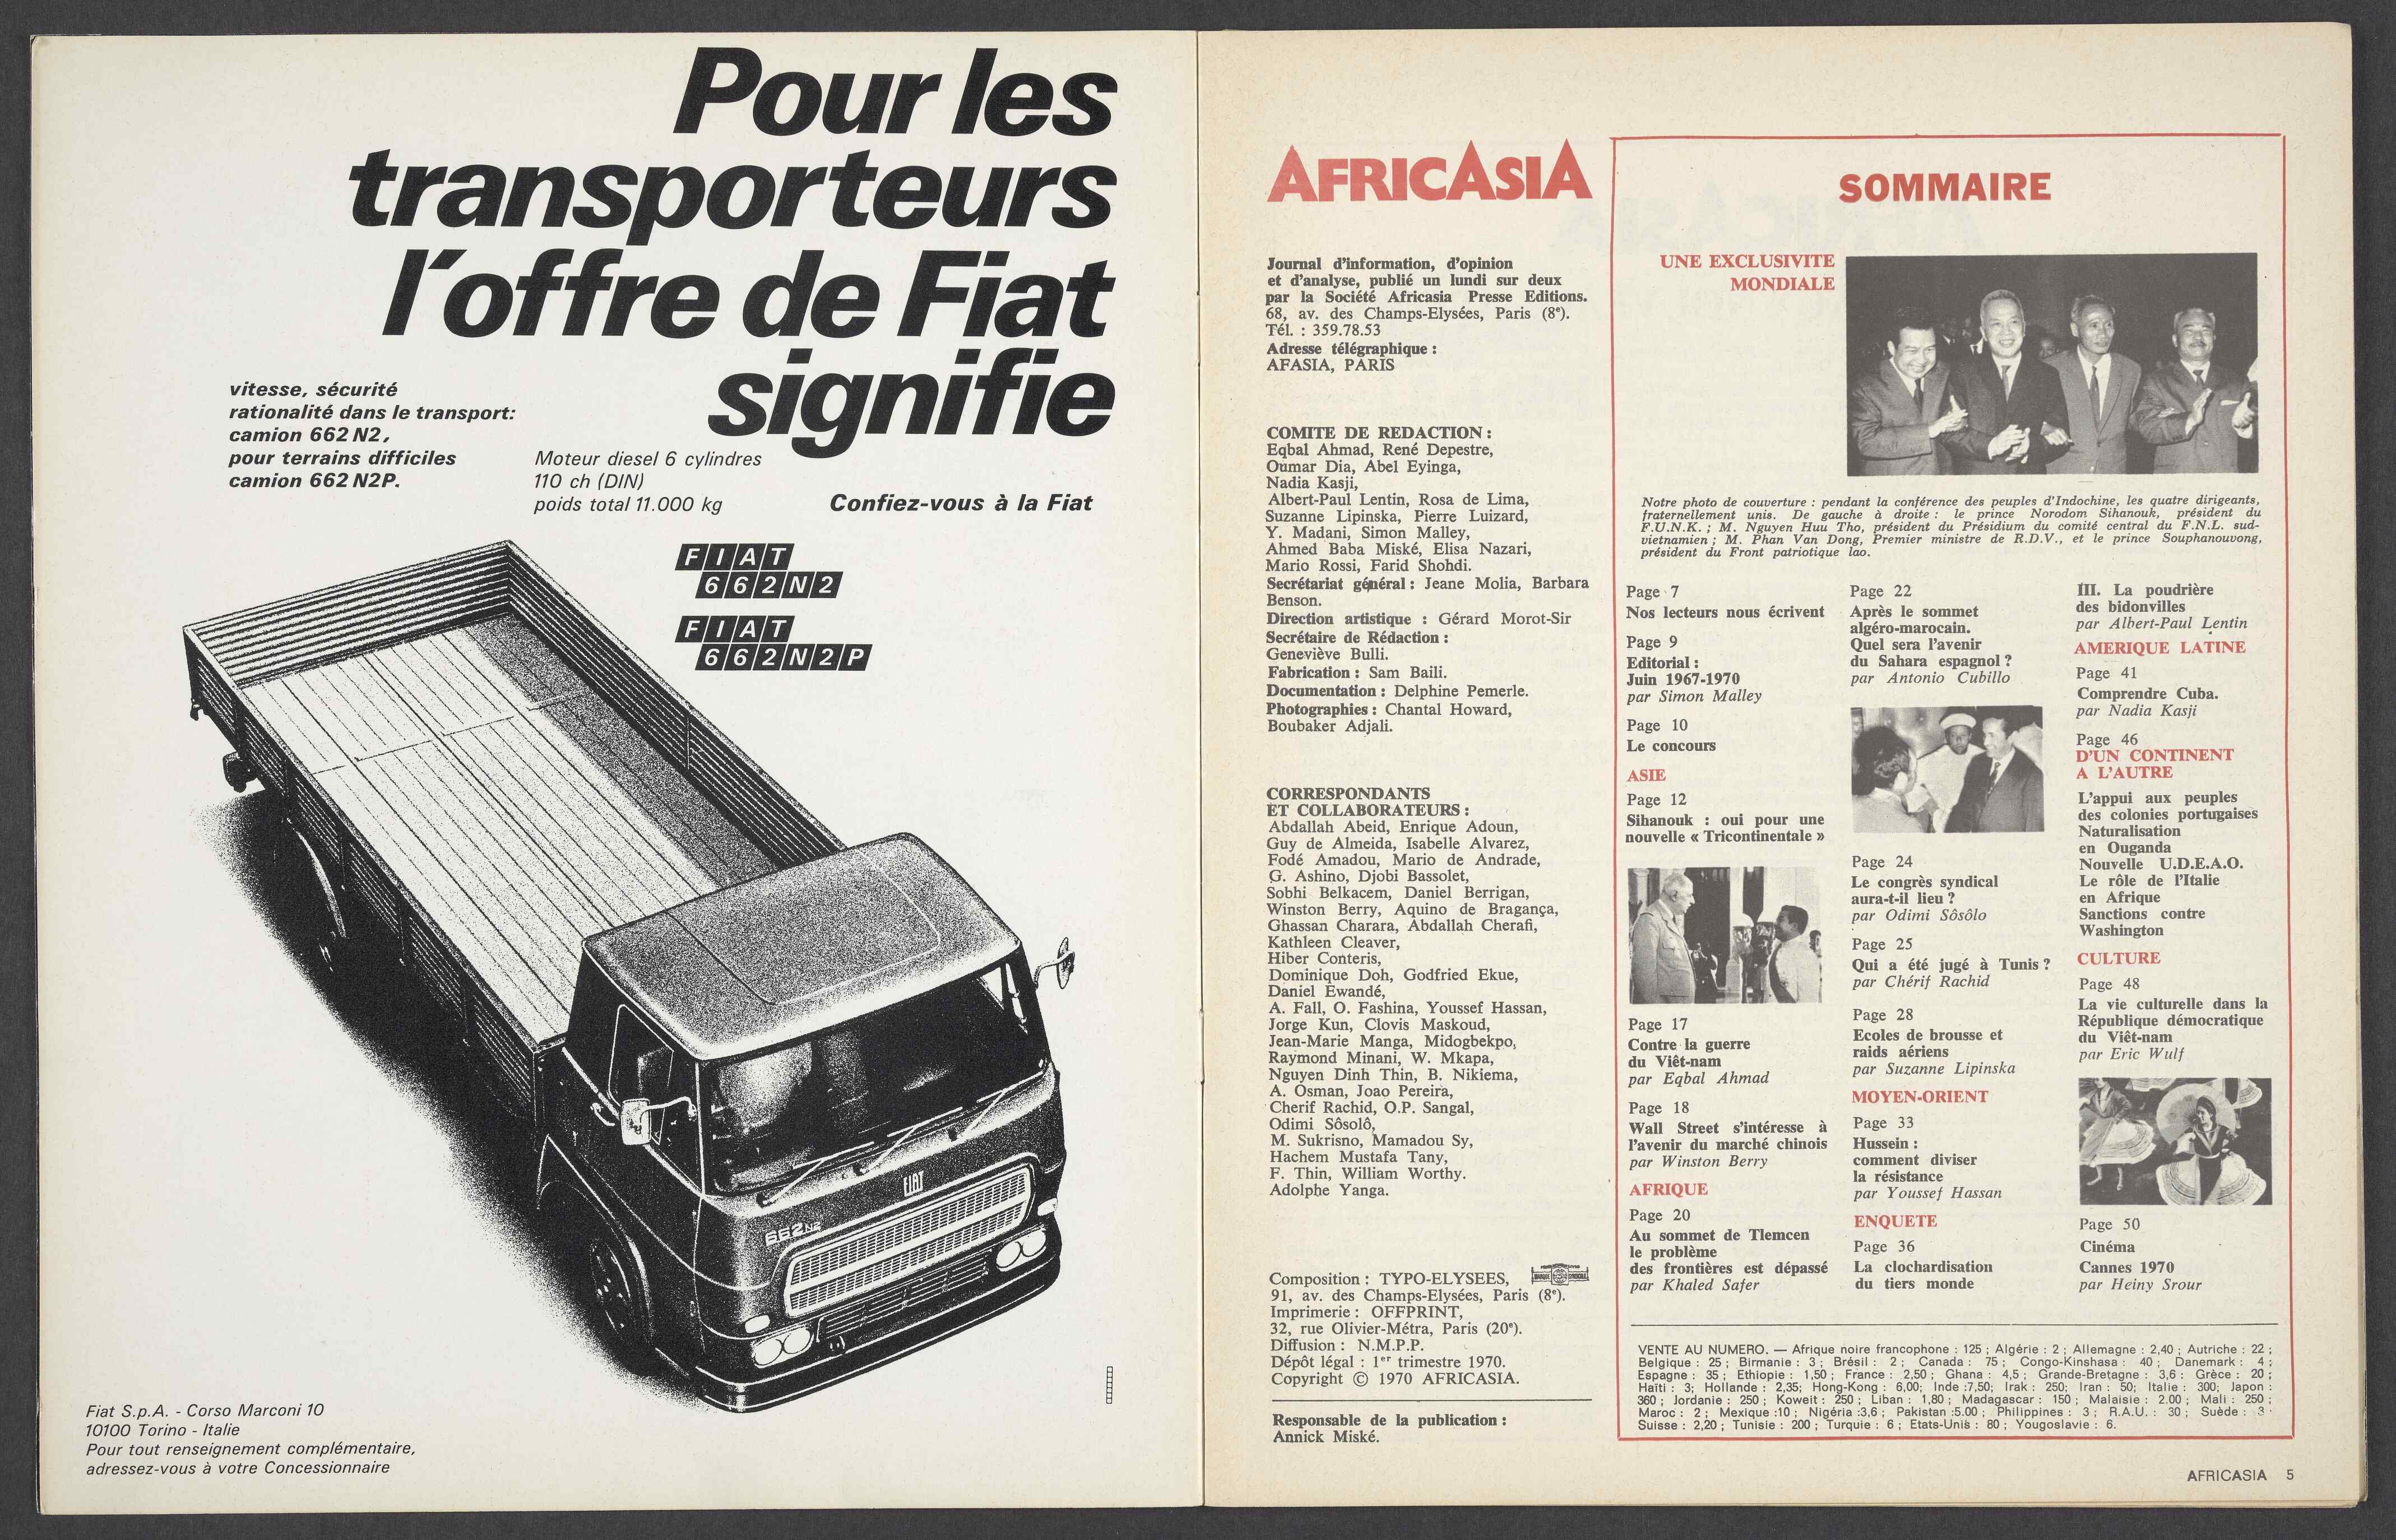 Pour les
transporteurs
l'offre de Fiat
signifie
vitesse, sécurité
rationalité dans le transport:
camion 662 N2,
pour terrains difficiles
camion 662 N2P.
Moteur diesel 6 cylindres
110 ch (DIN)
poids total 11.000 kg
Confiez-vous à la Fiat
FIAT
662N2
FIAT
662N2P
FIAT
662N2
Fiat S.p.A. - Corso Marconi 10
10100 Torino - Italie
Pour tout renseignement complémentaire,
adressez-vous à votre Concessionnaire
AFRICASIA
Journal d'information, d'opinion
et d'analyse, publié un lundi sur deux
par la Société Africasia Presse Editions.
68, av. des Champs-Elysées, Paris (8e).
Tél. : 359.78.53
Adresse télégraphique :
AFASIA, PARIS
COMITE DE REDACTION :
Eqbal Ahmad, René Depestre,
Oumar Dia, Abel Eyinga,
Nadia Kasji,
Albert-Paul Lentin, Rosa de Lima,
Suzanne Lipinska, Pierre Luizard,
Y. Madani, Simon Malley,
Ahmed Baba Miské, Elisa Nazari,
Mario Rossi, Farid Shohdi.
Secrétariat général : Jeane Molia, Barbara
Benson.
Direction artistique : Gérard Morot-Sir
Secrétaire de Rédaction :
Geneviève Bulli.
Fabrication : Sam Baili.
Documentation : Delphine Pemerle.
Photographies : Chantal Howard,
Boubaker Adjali.
CORRESPONDANTS
ET COLLABORATEURS :
Abdallah Abeid, Enrique Adoun,
Guy de Almeida, Isabelle Alvarez,
Fodé Amadou, Mario de Andrade,
G. Ashino, Djobi Bassolet,
Sobhi Belkacem, Daniel Berrigan,
Winston Berry, Aquino de Bragança,
Ghassan Charara, Abdallah Cherafi,
Kathleen Cleaver,
Hiber Conteris,
Dominique Doh, Godfried Ekue,
Daniel Ewandé,
A. Fall, O. Fashina, Youssef Hassan,
Jorge Kun, Clovis Maskoud,
Jean-Marie Manga, Midogbekpo,
Raymond Minani, W. Mkapa,
Nguyen Dinh Thin, B. Nikiema,
A. Osman, Joao Pereira,
Cherif Rachid, O.P. Sangal,
Odimi Sôsolô,
M. Sukrisno, Mamadou Sy,
Hachem Mustafa Tany,
F. Thin, William Worthy.
Adolphe Yanga.
Composition : TYPO-ELYSEES,
91, av. des Champs-Elysées, Paris (8e).
Imprimerie : OFFPRINT,
32, rue Olivier-Métra, Paris (20e).
Diffusion : N.M.P.P.
Dépôt légal : 1er trimestre 1970.
Copyright © 1970 AFRICASIA.
Responsable de la publication :
Annick Miské.
SOMMAIRE
UNE EXCLUSIVITE
MONDIALE
Notre photo de couverture : pendant la conférence des peuples d'Indochine, les quatre dirigeants,
fraternellement unis. De gauche à droite : le prince Norodom Sihanouk, président du
F.U.N.K. ; M. Nguyen Huu Tho, président du Présidium du comité central du F.N.L. sud-
vietnamien ; M. Phan Van Dong, Premier ministre de R.D.V., et le prince Souphanouvong,
président du Front patriotique lao.
Page 7
Nos lecteurs nous écrivent
Page 9
Editorial :
Juin 1967-1970
par Simon Malley
Page 10
Le concours
ASIE
Page 12
Sihanouk : oui pour une
nouvelle « Tricontinentale »
Page 17
Contre la guerre
du Viêt-nam
par Eqbal Ahmad
Page 18
Wall Street s'intéresse à
l'avenir du marché chinois
par Winston Berry
AFRIQUE
Page 20
Au sommet de Tlemcen
le problème
des frontières est dépassé
par Khaled Safer
Page 22
Après le sommet
algéro-marocain.
Quel sera l'avenir
du Sahara espagnol ?
par Antonio Cubillo
Page 24
Le congrès syndical
aura-t-il lieu ?
par Odimi Sôsôlo
Page 25
Qui a été jugé à Tunis ?
par Chérif Rachid
Page 28
Ecoles de brousse et
raids aériens
par Suzanne Lipinska
MOYEN-ORIENT
Page 33
Hussein :
comment diviser
la résistance
par Youssef Hassan
ENQUETE
Page 36
La clochardisation
du tiers monde
III. La poudrière
des bidonvilles
par Albert-Paul Lentin
AMERIQUE LATINE
Page 41
Comprendre Cuba.
par Nadia Kasji
Page 46
D'UN CONTINENT
A L'AUTRE
L'appui aux peuples
des colonies portugaises
Naturalisation
en Ouganda
Nouvelle U.D.E.A.O.
Le rôle de l'Italie
en Afrique
Sanctions contre
Washington
CULTURE
Page 48
La vie culturelle dans la
République démocratique
du Viêt-nam
par Eric Wulf
Page 50
Cinéma
Cannes 1970
par Heiny Srour
VENTE AU NUMERO. — Afrique noire francophone : 125 ; Algérie : 2 ; Allemagne : 2,40 ; Autriche : 22 ;
Belgique : 25 ; Birmanie : 3 ; Brésil : 2 ; Canada : 75 ; Congo-Kinshasa : 40 ; Danemark : 4 ;
Espagne : 35 ; Ethiopie : 1,50 ; France : 2,50 ; Ghana : 4,5 ; Grande-Bretagne : 3,6 : Grèce : 20 ;
Haïti : 3; Hollande : 2,35; Hong-Kong : 6,00; Inde :7,50; Irak : 250; Iran : 50; Italie : 300; Japon :
360 ; Jordanie : 250 ; Koweit : 250 ; Liban : 1,80 ; Madagascar : 150 ; Malaisie : 2.00 ; Mali : 250 ;
Maroc : 2 ; Mexique :10 ; Nigéria :3,6 ; Pakistan :5.00 ; Philippines : 3 ; R.A.U. : 30 ; Suède : 3
Suisse : 2,20 ; Tunisie : 200 ; Turquie : 6 ; Etats-Unis : 80 ; Yougoslavie : 6.
AFRICASIA 5